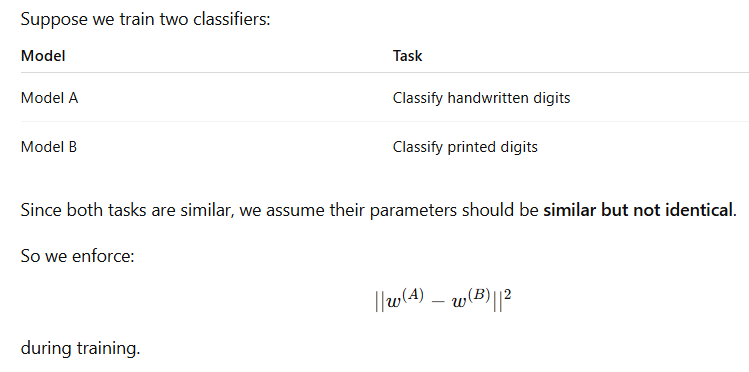 Suppose we train two classifiers:
Model Task
Model A Classify handwritten digits
Model B Classify printed digits
Since both tasks are similar, we assume their parameters should be similar but not identical.
So we enforce:
||w^{(A)} − w^{(B)}||^2
during training.